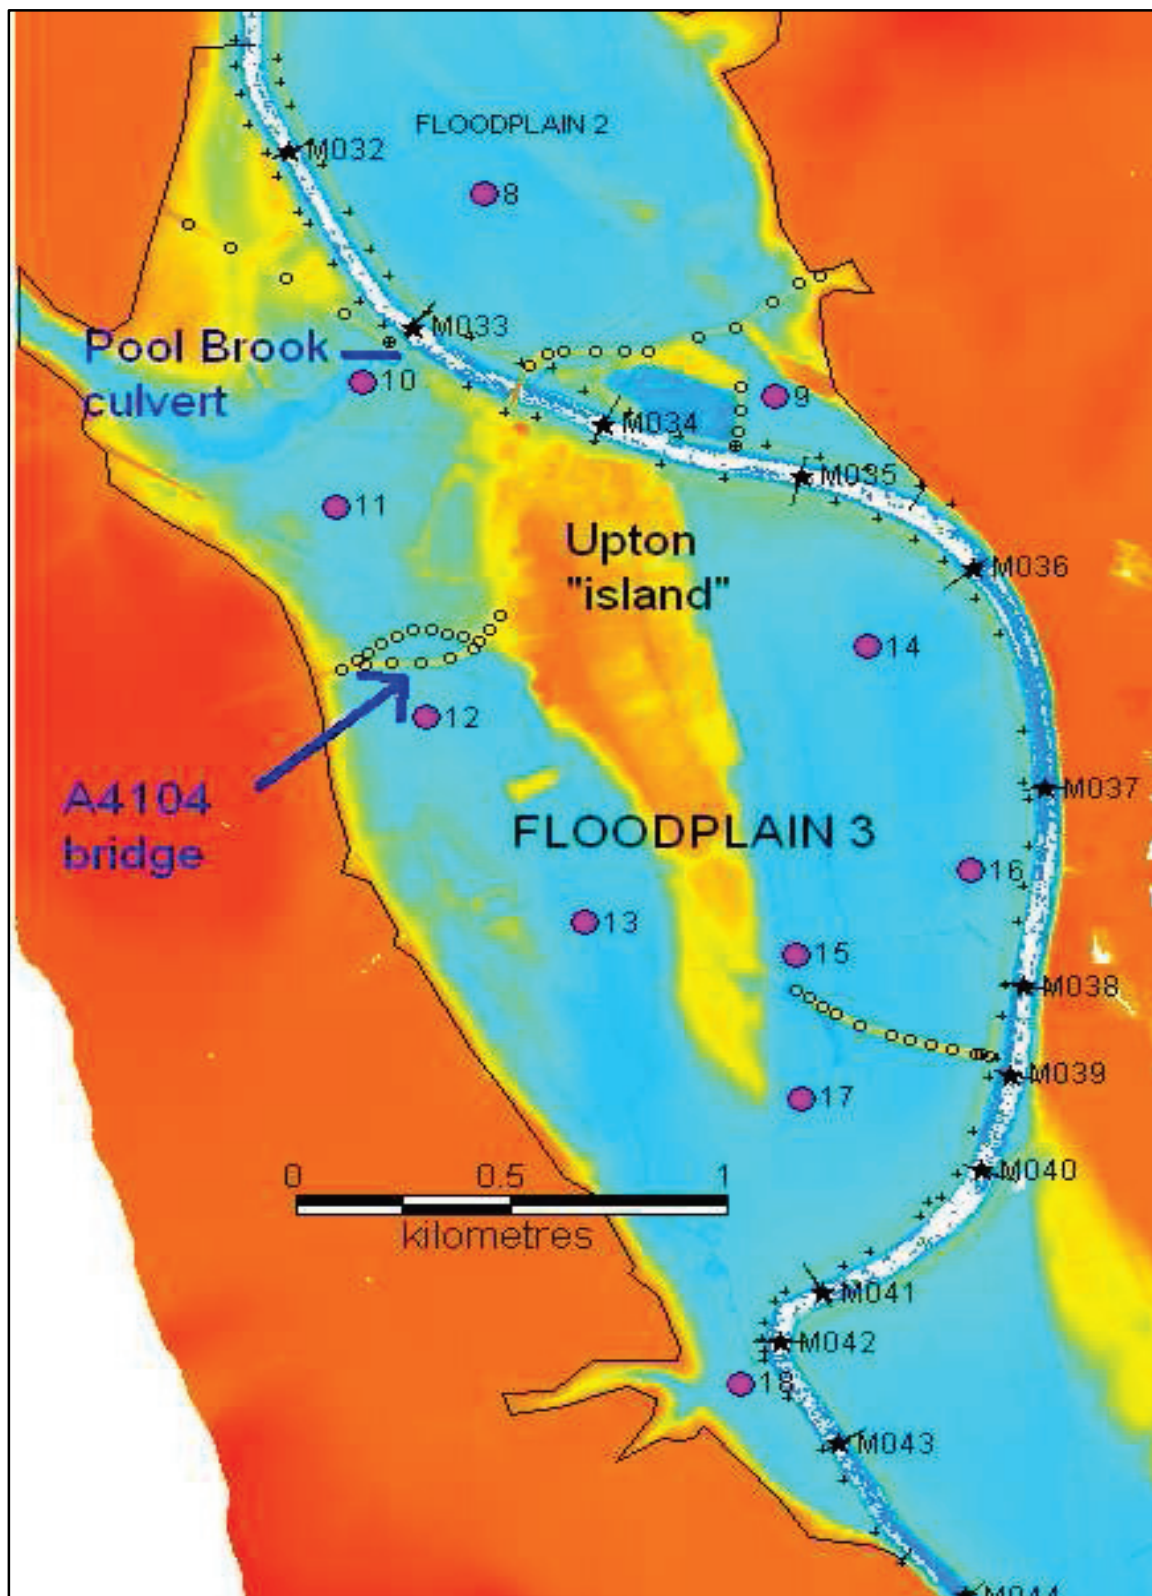 FLOODPLAIN 2
M032
8
M033
Pool Brook
culvert
10
9
M034
M035
11
Upton
"island"
M036
14
12
A4104
bridge
M037
FLOODPLAIN 3
16
13
15
M038
M039
17
M040
0 0.5 1
kilometres
M041
M042
18
M043
M044